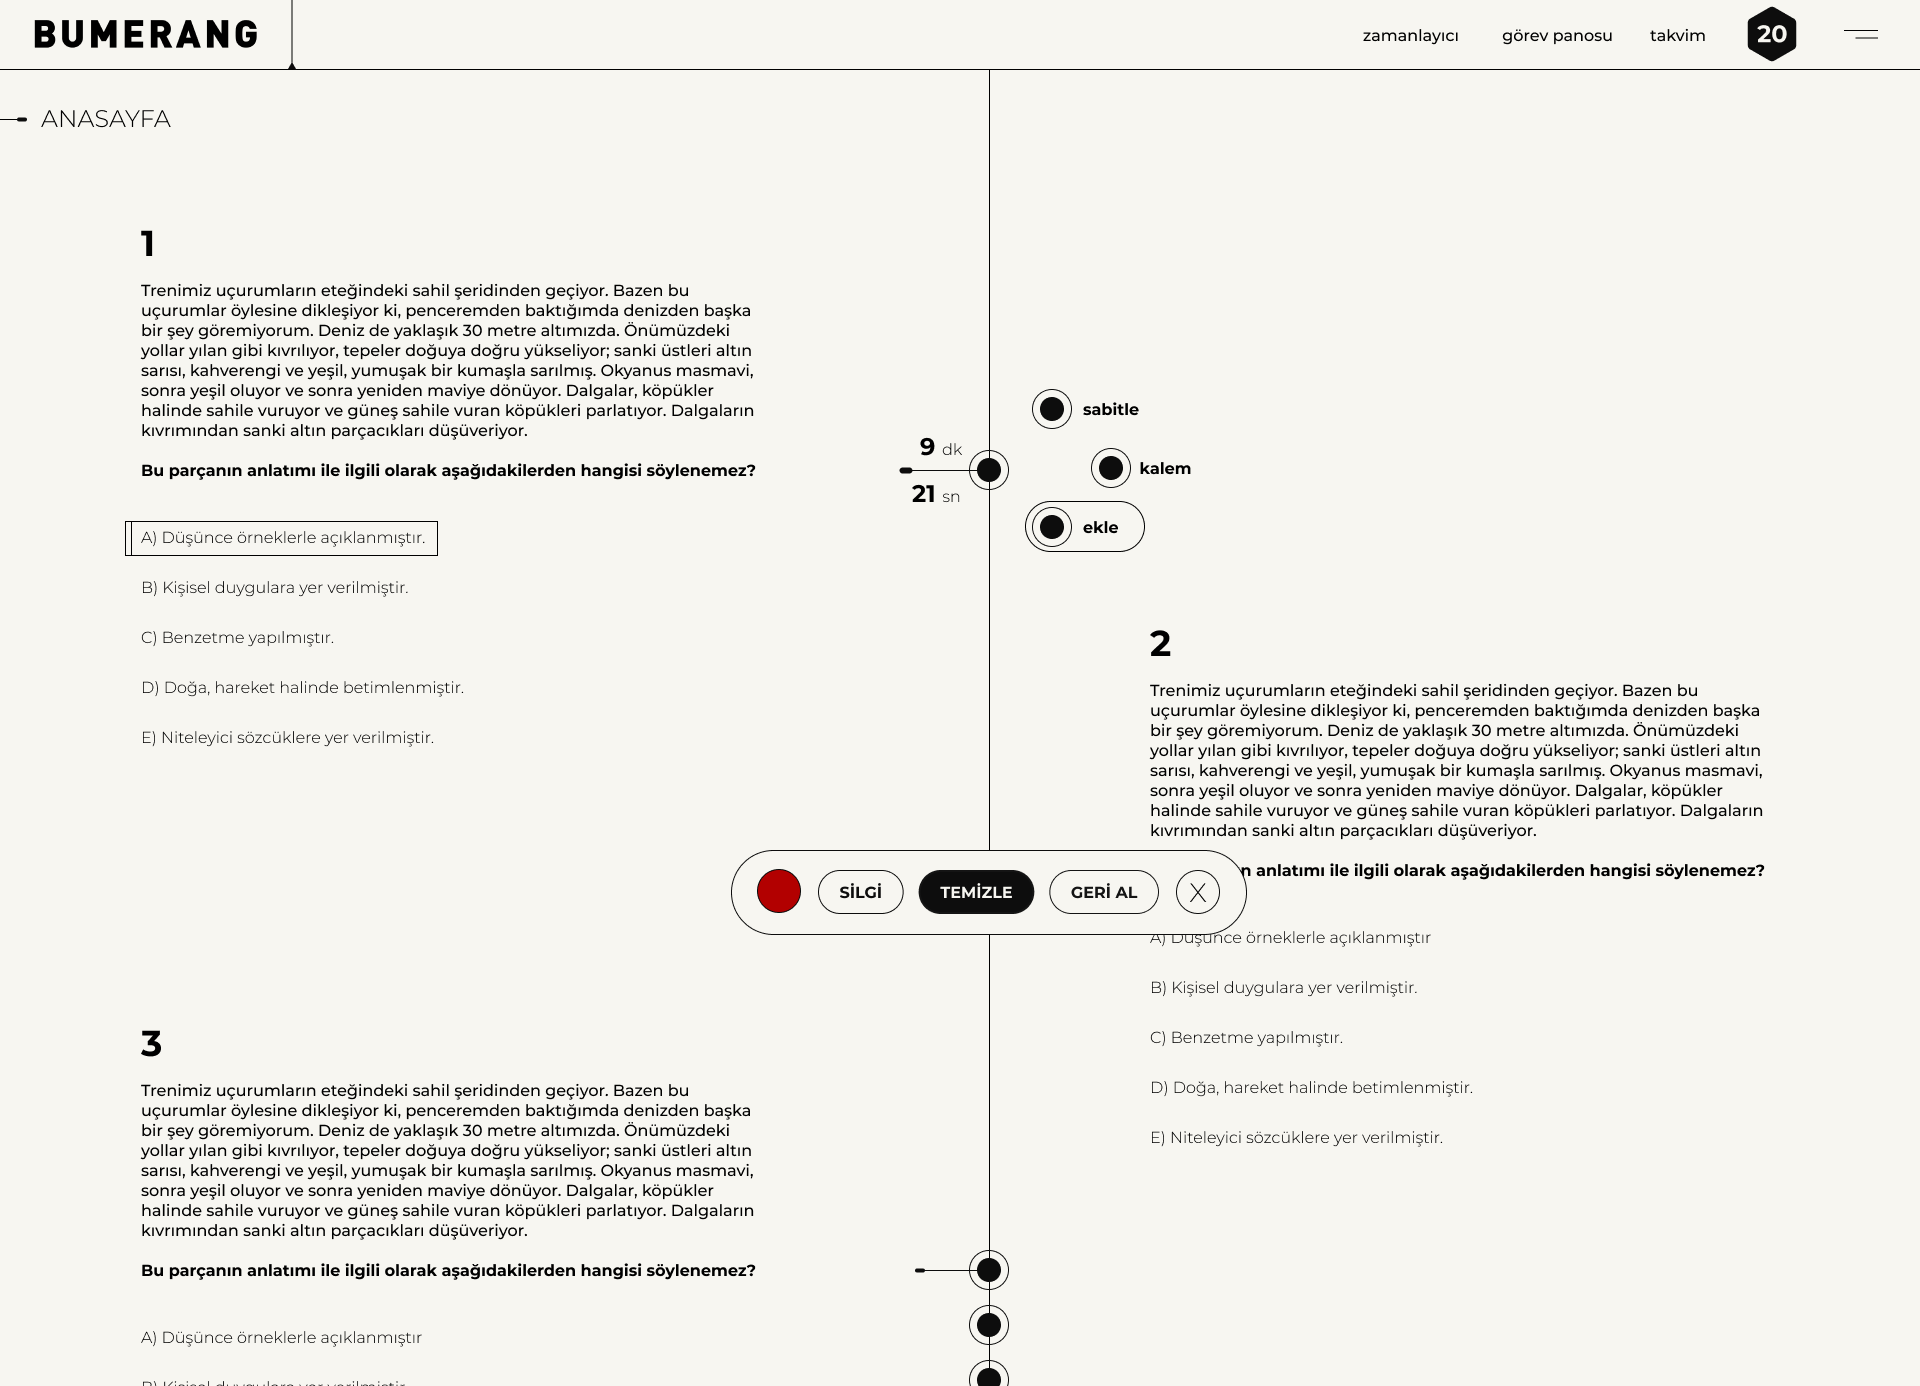 BUMERANG
zamanlayıcı
görev panosu
takvim
20
ANASAYFA
1
Trenimiz uçurumların eteğindeki sahil şeridinden geçiyor. Bazen bu
uçurumlar öylesine dikleşiyor ki, penceremden baktığımda denizden başka
bir şey göremiyorum. Deniz de yaklaşık 30 metre altımızda. Önümüzdeki
yollar yılan gibi kıvrılıyor, tepeler doğuya doğru yükseliyor; sanki üstleri altın
sarısı, kahverengi ve yeşil, yumuşak bir kumaşla sarılmış. Okyanus masmavi,
sonra yeşil oluyor ve sonra yeniden maviye dönüyor. Dalgalar, köpükler
halinde sahile vuruyor ve güneş sahile vuran köpükleri parlatıyor. Dalgaların
kıvrımından sanki altın parçacıkları düşüveriyor.
Bu parçanın anlatımı ile ilgili olarak aşağıdakilerden hangisi söylenemez?
A) Düşünce örneklerle açıklanmıştır.
B) Kişisel duygulara yer verilmiştir.
C) Benzetme yapılmıştır.
D) Doğa, hareket halinde betimlenmiştir.
E) Niteleyici sözcüklere yer verilmiştir.
9 dk
21 sn
sabitle
kalem
ekle
2
Trenimiz uçurumların eteğindeki sahil şeridinden geçiyor. Bazen bu
uçurumlar öylesine dikleşiyor ki, penceremden baktığımda denizden başka
bir şey göremiyorum. Deniz de yaklaşık 30 metre altımızda. Önümüzdeki
yollar yılan gibi kıvrılıyor, tepeler doğuya doğru yükseliyor; sanki üstleri altın
sarısı, kahverengi ve yeşil, yumuşak bir kumaşla sarılmış. Okyanus masmavi,
sonra yeşil oluyor ve sonra yeniden maviye dönüyor. Dalgalar, köpükler
halinde sahile vuruyor ve güneş sahile vuran köpükleri parlatıyor. Dalgaların
kıvrımından sanki altın parçacıkları düşüveriyor.
anlatımı ile ilgili olarak aşağıdakilerden hangisi söylenemez?
A) Düşünce örneklerle açıklanmıştır
B) Kişisel duygulara yer verilmiştir.
C) Benzetme yapılmıştır.
D) Doğa, hareket halinde betimlenmiştir.
E) Niteleyici sözcüklere yer verilmiştir.
SİLGİ
TEMİZLE
GERİ AL
X
3
Trenimiz uçurumların eteğindeki sahil şeridinden geçiyor. Bazen bu
uçurumlar öylesine dikleşiyor ki, penceremden baktığımda denizden başka
bir şey göremiyorum. Deniz de yaklaşık 30 metre altımızda. Önümüzdeki
yollar yılan gibi kıvrılıyor, tepeler doğuya doğru yükseliyor; sanki üstleri altın
sarısı, kahverengi ve yeşil, yumuşak bir kumaşla sarılmış. Okyanus masmavi,
sonra yeşil oluyor ve sonra yeniden maviye dönüyor. Dalgalar, köpükler
halinde sahile vuruyor ve güneş sahile vuran köpükleri parlatıyor. Dalgaların
kıvrımından sanki altın parçacıkları düşüveriyor.
Bu parçanın anlatımı ile ilgili olarak aşağıdakilerden hangisi söylenemez?
A) Düşünce örneklerle açıklanmıştır